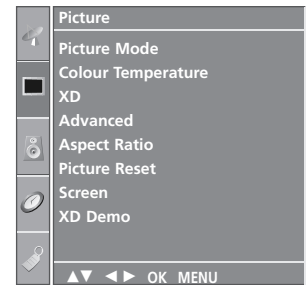 Picture
Picture Mode
Colour Temperature
XD
Advanced
Aspect Ratio
Picture Reset
Screen
XD Demo
▲▼ ◄► OK MENU